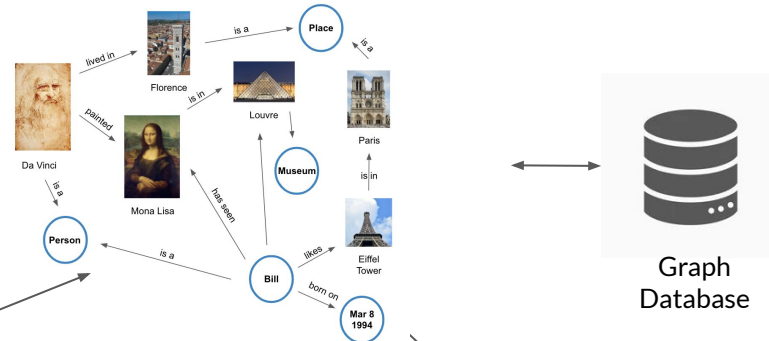 is a
Place
lived in
is a
Florence
is in
painted
Louvre
Paris
Da Vinci
Museum
is in
is a
Mona Lisa
has seen
Person
likes
Eiffel
Tower
is a
Bill
born on
Mar 8
1994
Graph
Database